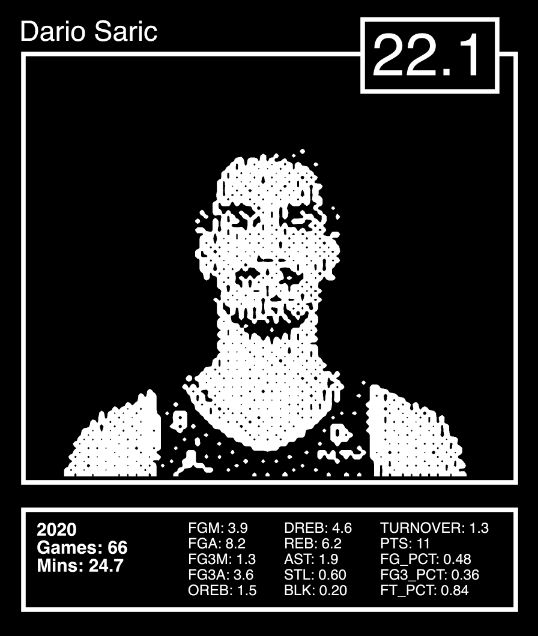 Dario Saric
22.1
2020
Games: 66
Mins: 24.7
FGM: 3.9
FGA: 8.2
FG3M: 1.3
FG3A: 3.6
OREB: 1.5
DREB: 4.6
REB: 6.2
AST: 1.9
STL: 0.60
BLK: 0.20
TURNOVER: 1.3
PTS: 11
FG_PCT: 0.48
FG3_PCT: 0.36
FT_PCT: 0.84